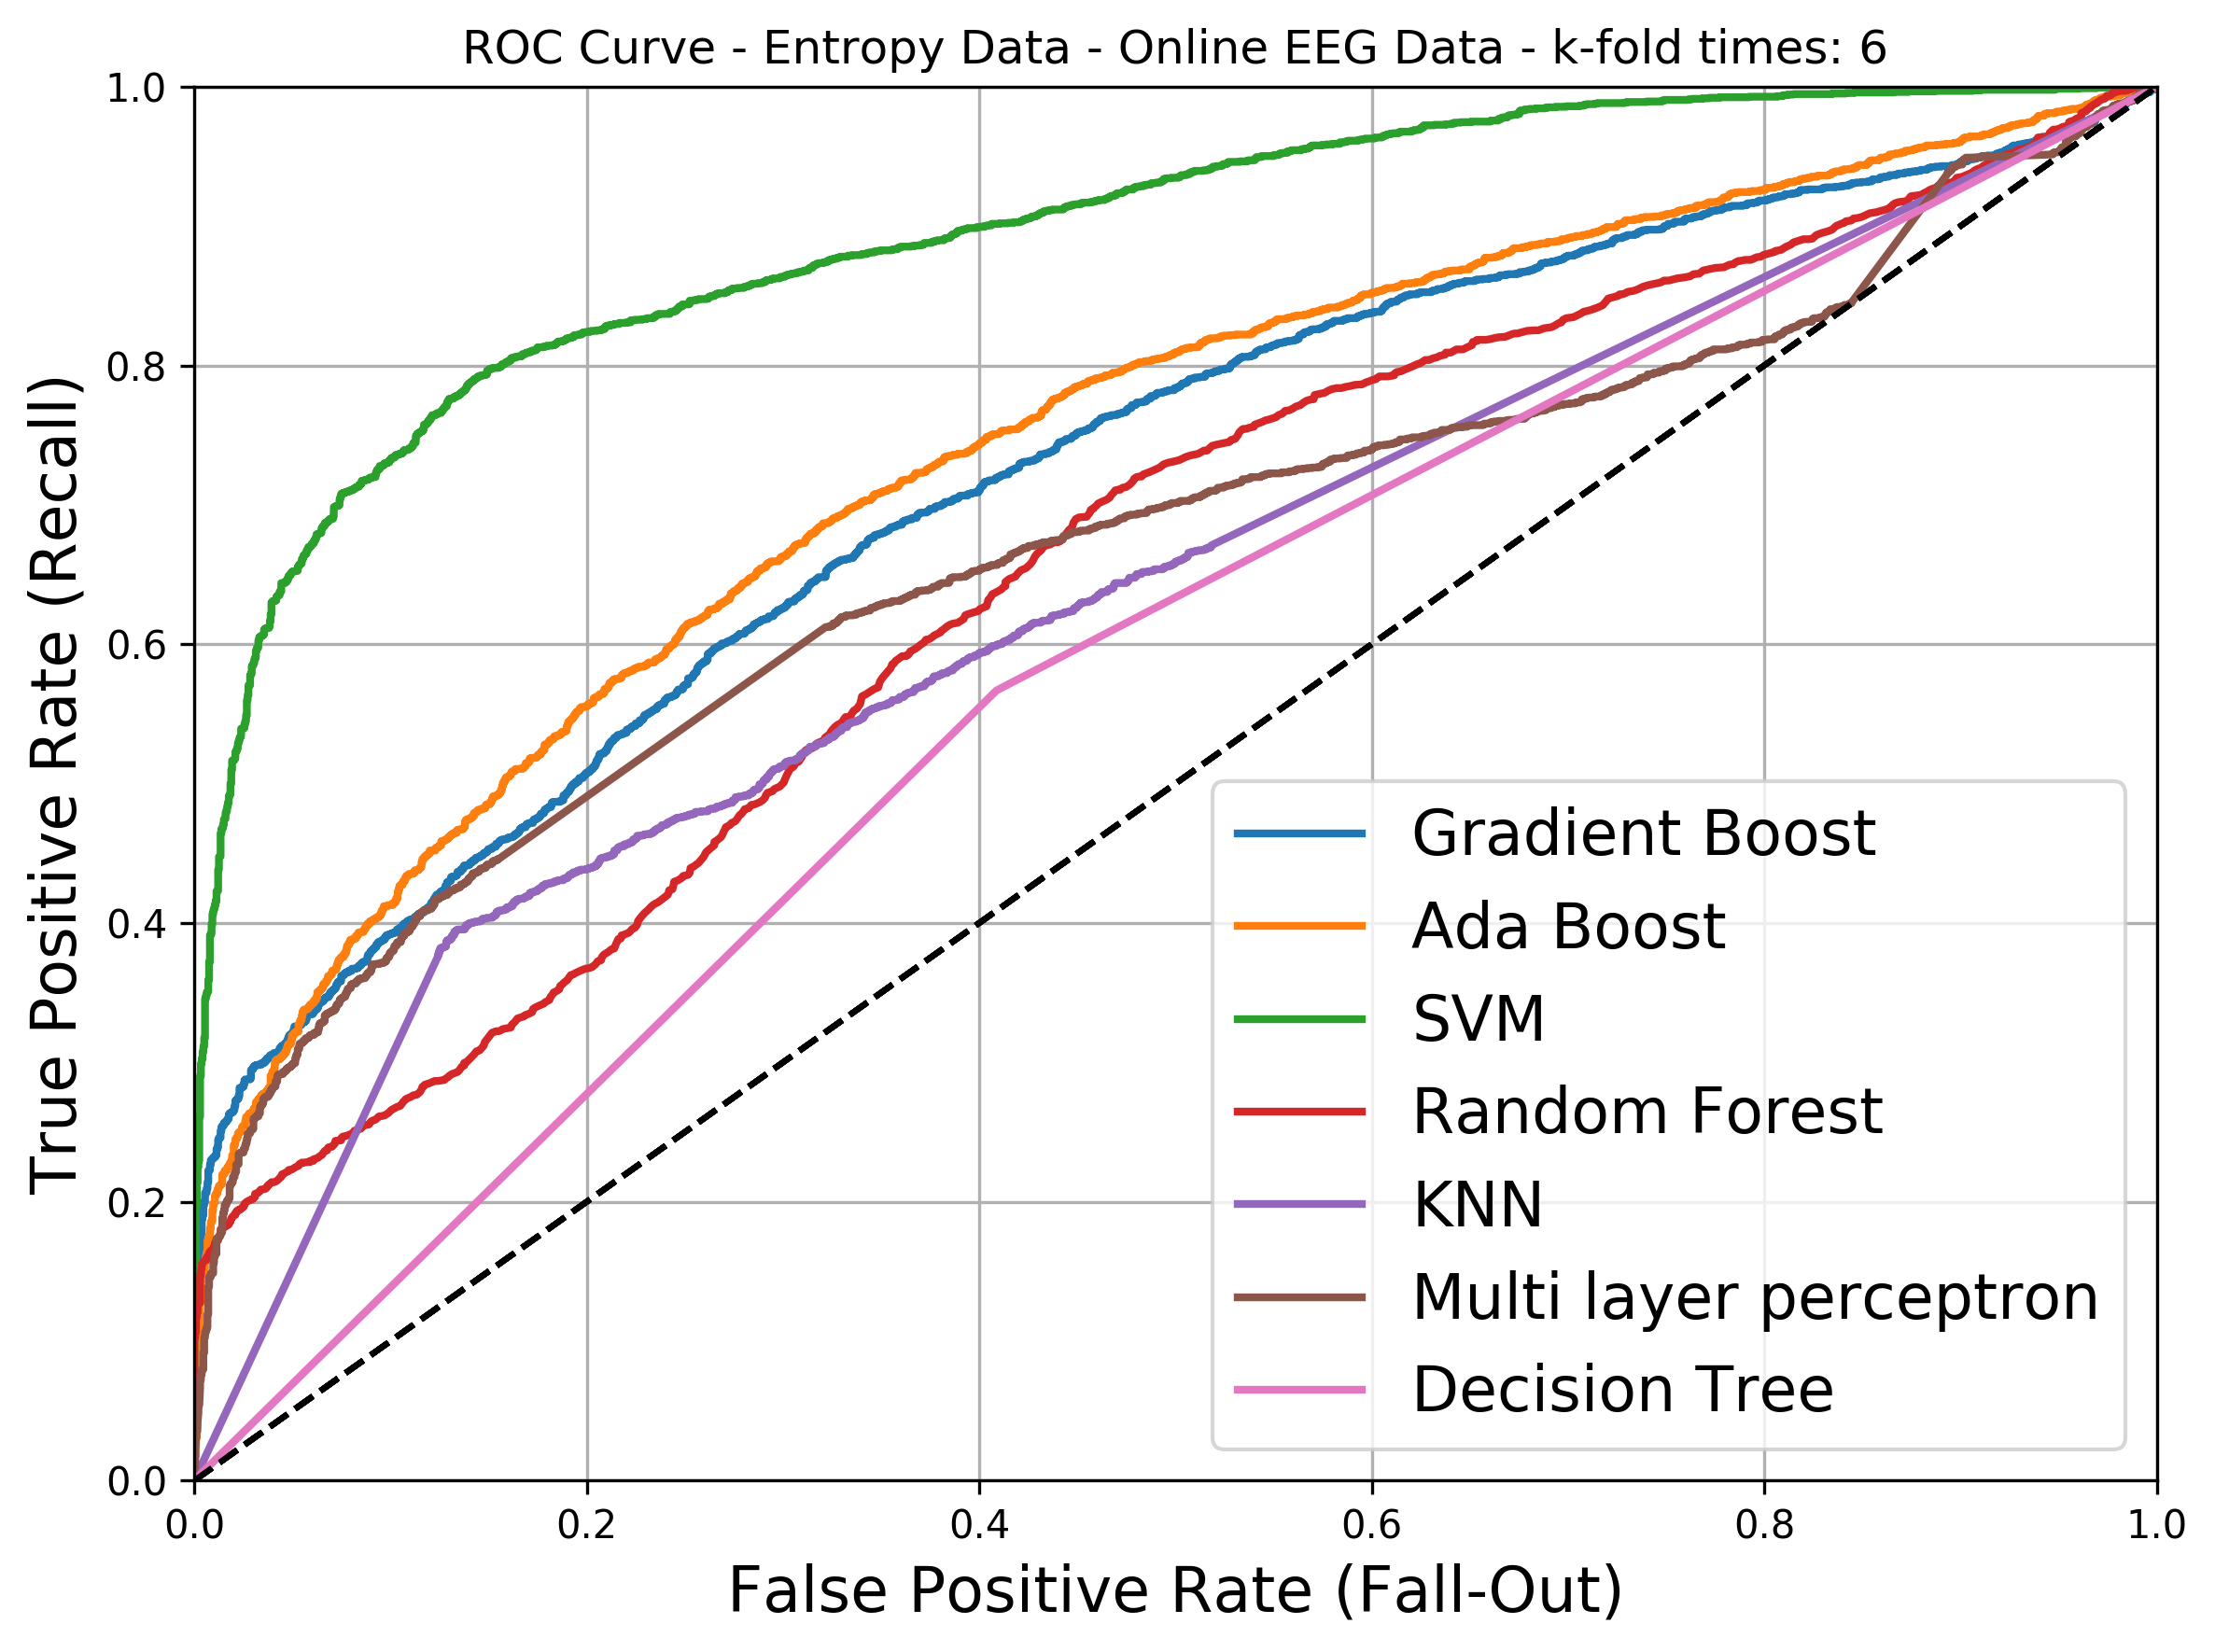 ROC Curve - Entropy Data - Online EEG Data - k-fold times: 6
True Positive Rate (Recall)
1.0
0.8
0.6
0.4
0.2
0.0
Gradient Boost
Ada Boost
SVM
Random Forest
KNN
Multi layer perceptron
Decision Tree
0.0 0.2 0.4 0.6 0.8 1.0
False Positive Rate (Fall-Out)